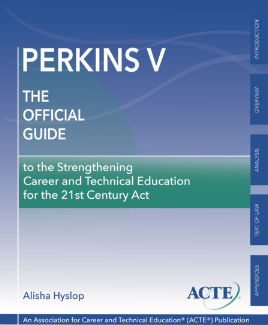 PERKINS V
THE
OFFICIAL
GUIDE
to the Strengthening
Career and Technical Education
for the 21st Century Act
Alisha Hyslop
ACTE®
An Association for Career and Technical Education® (ACTE®) Publication
INTRODUCTION
OVERVIEW
ANALYSIS
TEXT OF LAW
APPENDICES